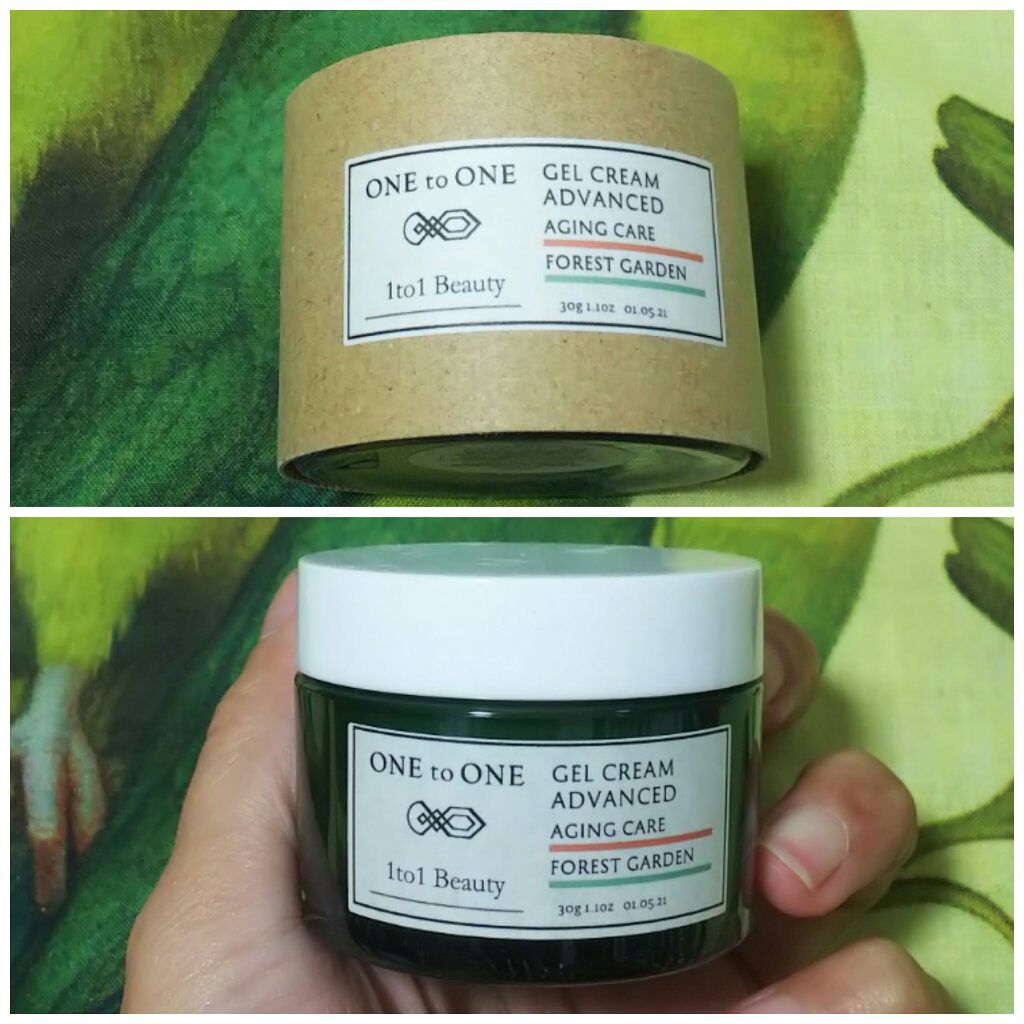 ONE to ONE
1to1 Beauty
GEL CREAM
ADVANCED
AGING CARE
FOREST GARDEN
30g 1.1oz 01.05.21
ONE to ONE
1to1 Beauty
GEL CREAM
ADVANCED
AGING CARE
FOREST GARDEN
30g 1.1oz 01.05.21